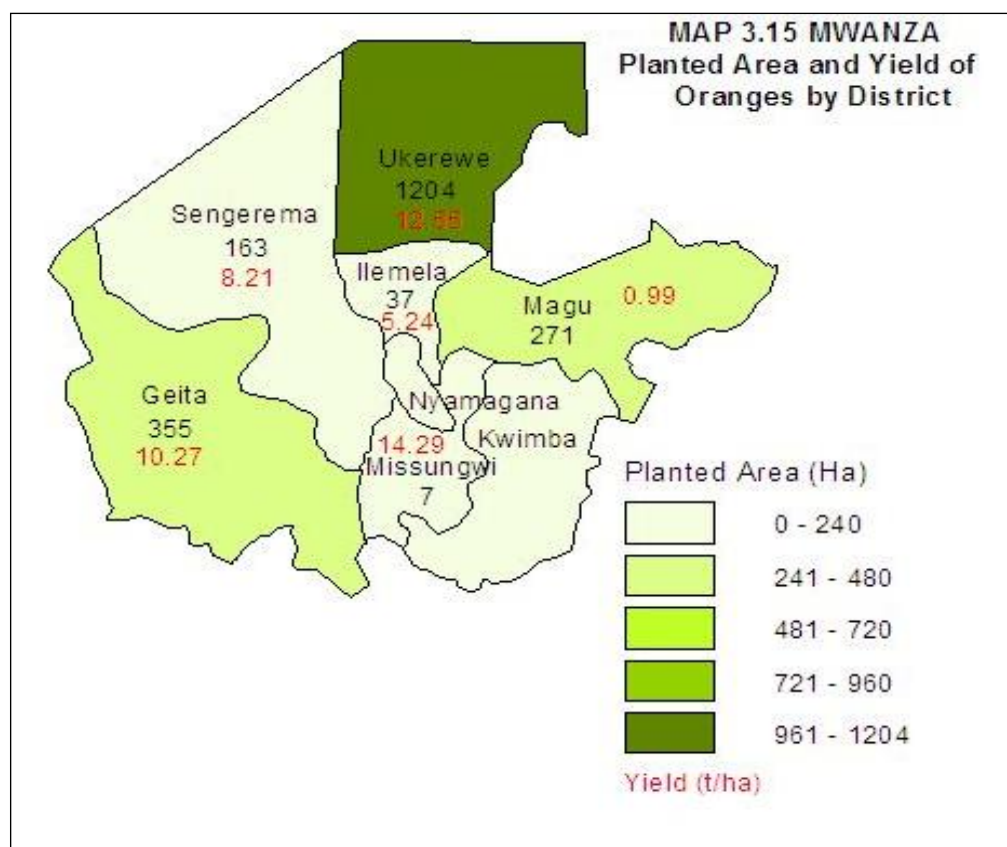 MAP 3.15 MWANZA
Planted Area and Yield of
Oranges by District
Ukerewe
1204
Sengerema
163
8.21
Ilemela
37
5.24
Magu
271
0.99
Geita
355
10.27
Nyamagana
Kwimba
14.29
Missungwi
7
Planted Area (Ha)
0 - 240
241 - 480
481 - 720
721 - 960
961 - 1204
Yield (t/ha)